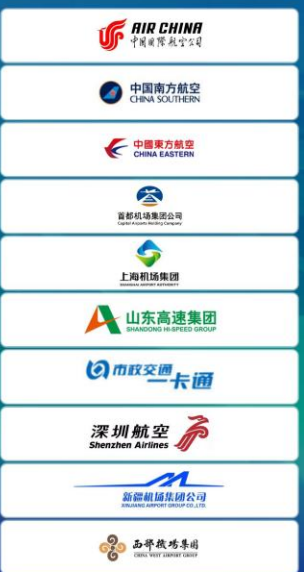 AIR CHINA
中国国际航空公司
中国南方航空
CHINA SOUTHERN
中國東方航空
CHINA EASTERN
首都机场集团公司
Capital Airports Holding Company
上海机场集团
SHANGHAI AIRPORT AUTHORITY
山东高速集团
SHANDONG HI-SPEED GROUP
市政交通
一卡通
深圳航空
Shenzhen Airlines
新疆机场集团公司
XINJIANG AIRPORT GROUP CO.,LTD.
西部机场集团
CHINA WEST AIRPORT GROUP